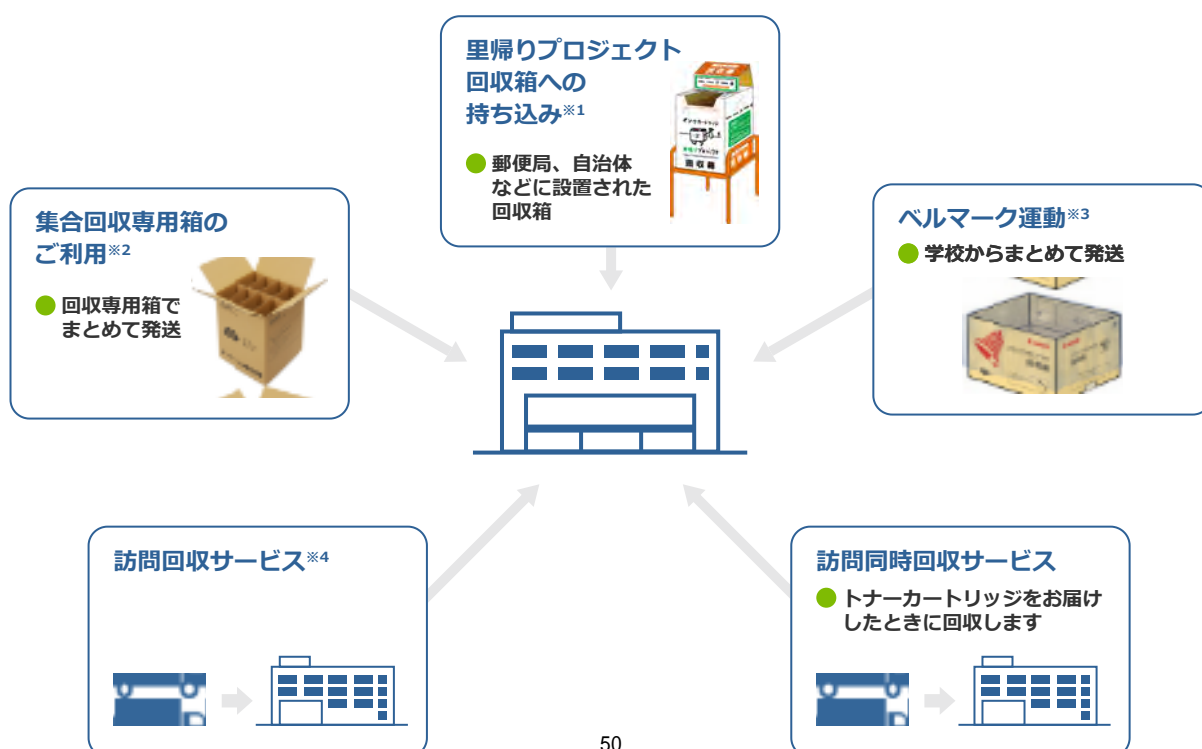 里帰りプロジェクト
回収箱への
持ち込み※1
郵便局、自治体
などに設置された
回収箱
回収箱
集合回収専用箱の
ご利用※2
回収専用箱で
まとめて発送
ベルマーク運動※3
学校からまとめて発送
訪問回収サービス※4
訪問同時回収サービス
トナーカートリッジをお届け
したときに回収します
50